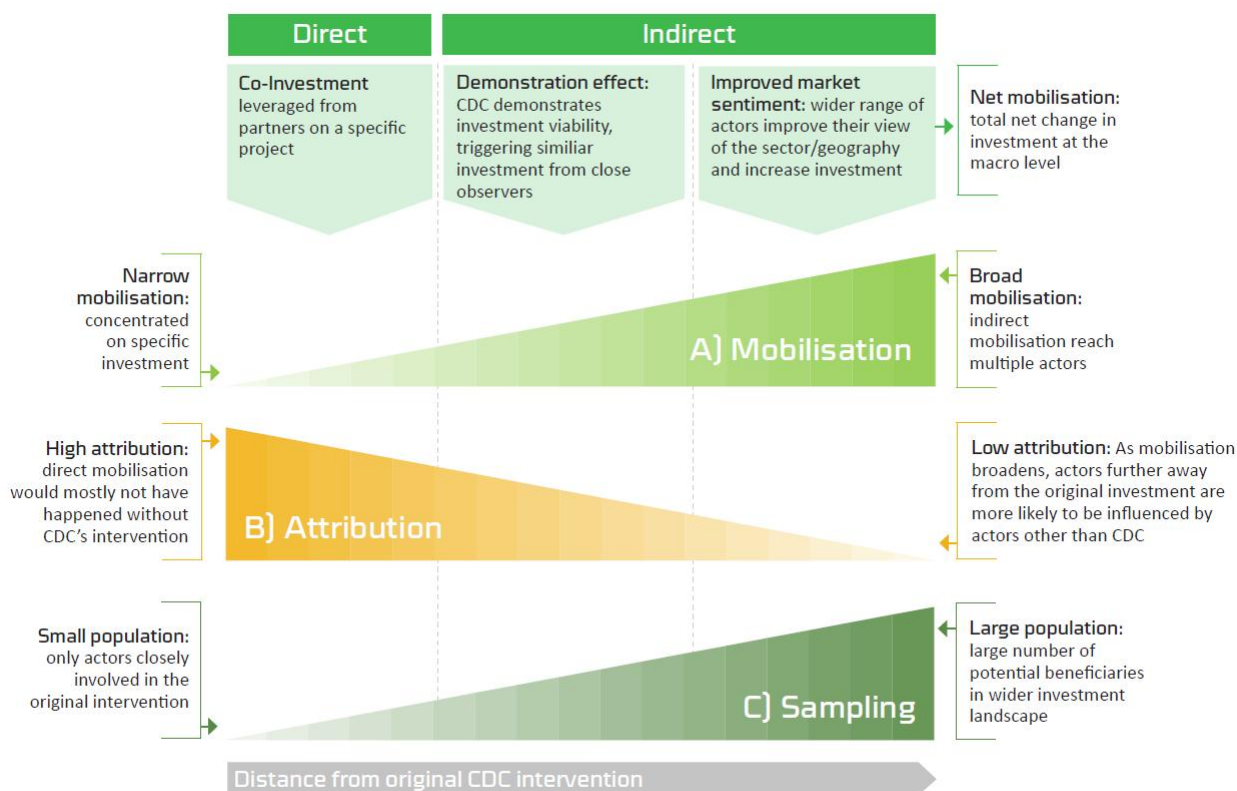 Direct
Indirect
Co-Investment
leveraged from
partners on a specific
project
Demonstration effect:
CDC demonstrates
investment viability,
triggering similiar
investment from close
observers
Improved market
sentiment: wider range of
actors improve their view
of the sector/geography
and increase investment
Net mobilisation:
total net change in
investment at the
macro level
Narrow
mobilisation:
concentrated
on specific
investment
A) Mobilisation
Broad
mobilisation:
indirect
mobilisation reach
multiple actors
High attribution:
direct mobilisation
would mostly not have
happened without
CDC's intervention
B) Attribution
Low attribution: As mobilisation
broadens, actors further away
from the original investment are
more likely to be influenced by
actors other than CDC
Small population:
only actors closely
involved in the
original intervention
C) Sampling
Large population:
large number of
potential beneficiaries
in wider investment
landscape
Distance from original CDC intervention